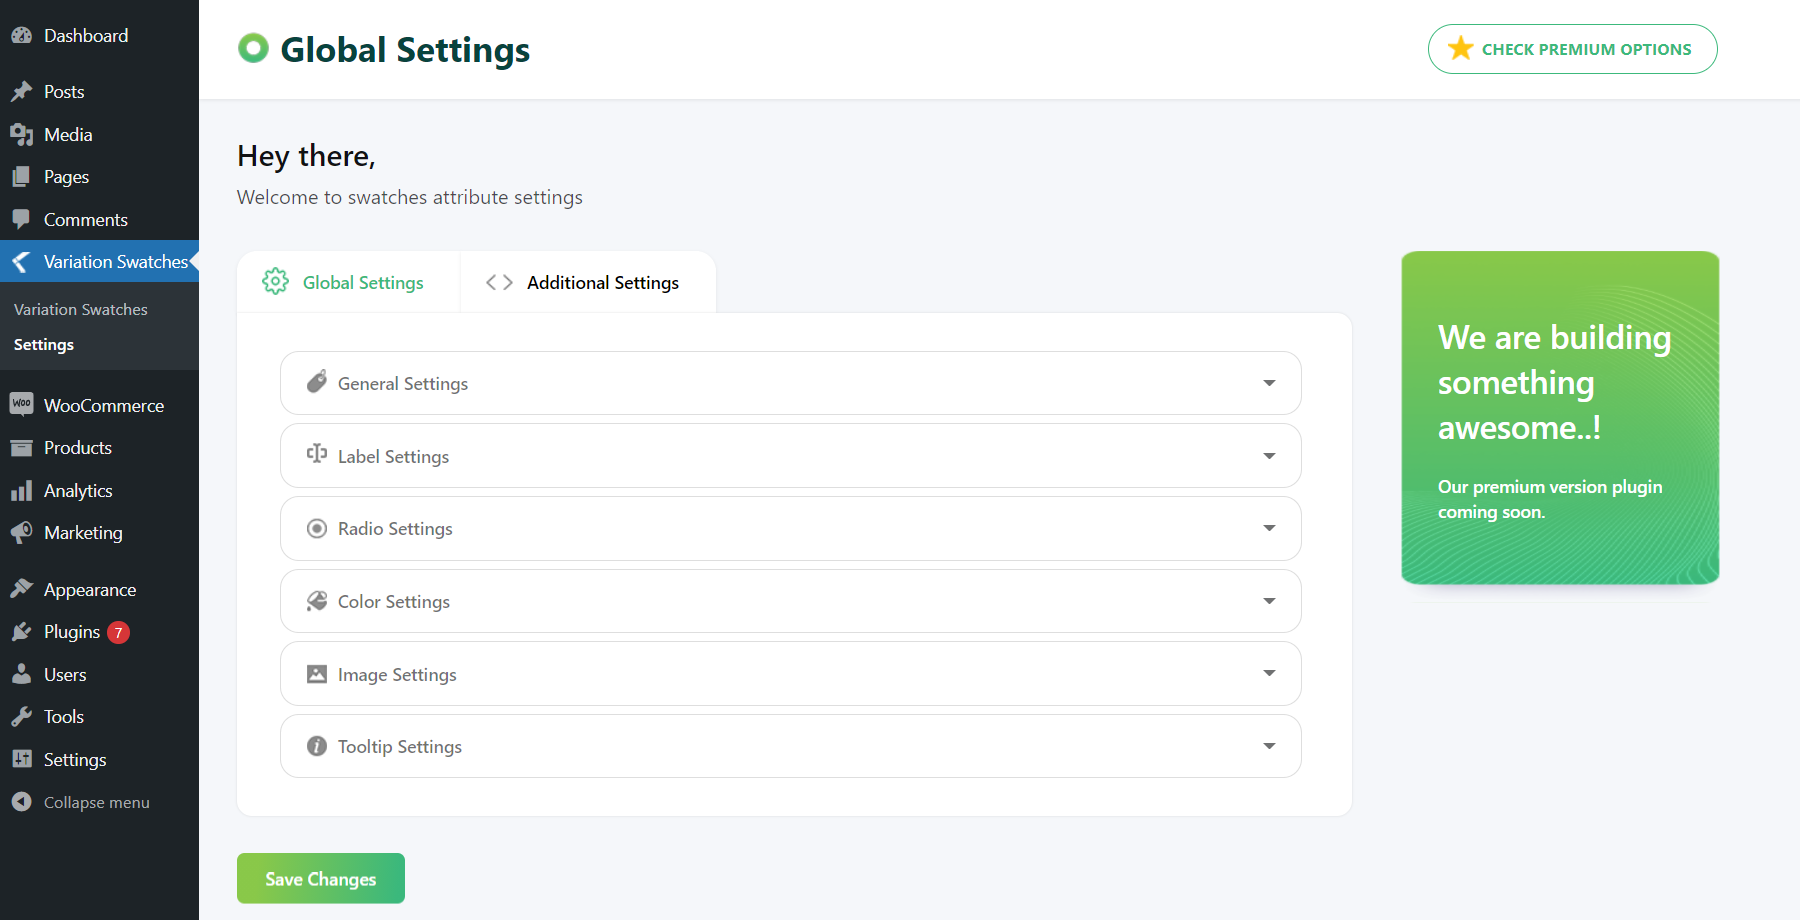 Dashboard
Posts
Media
Pages
Comments
Variation Swatches
Variation Swatches
Settings
WOO WooCommerce
Products
Analytics
Marketing
Appearance
Plugins 7
Users
Tools
Settings
Collapse menu
Global Settings
CHECK PREMIUM OPTIONS
Hey there,
Welcome to swatches attribute settings
Global Settings
Additional Settings
General Settings
Label Settings
Radio Settings
Color Settings
Image Settings
Tooltip Settings
Save Changes
We are building
something
awesome..!
Our premium version plugin
coming soon.